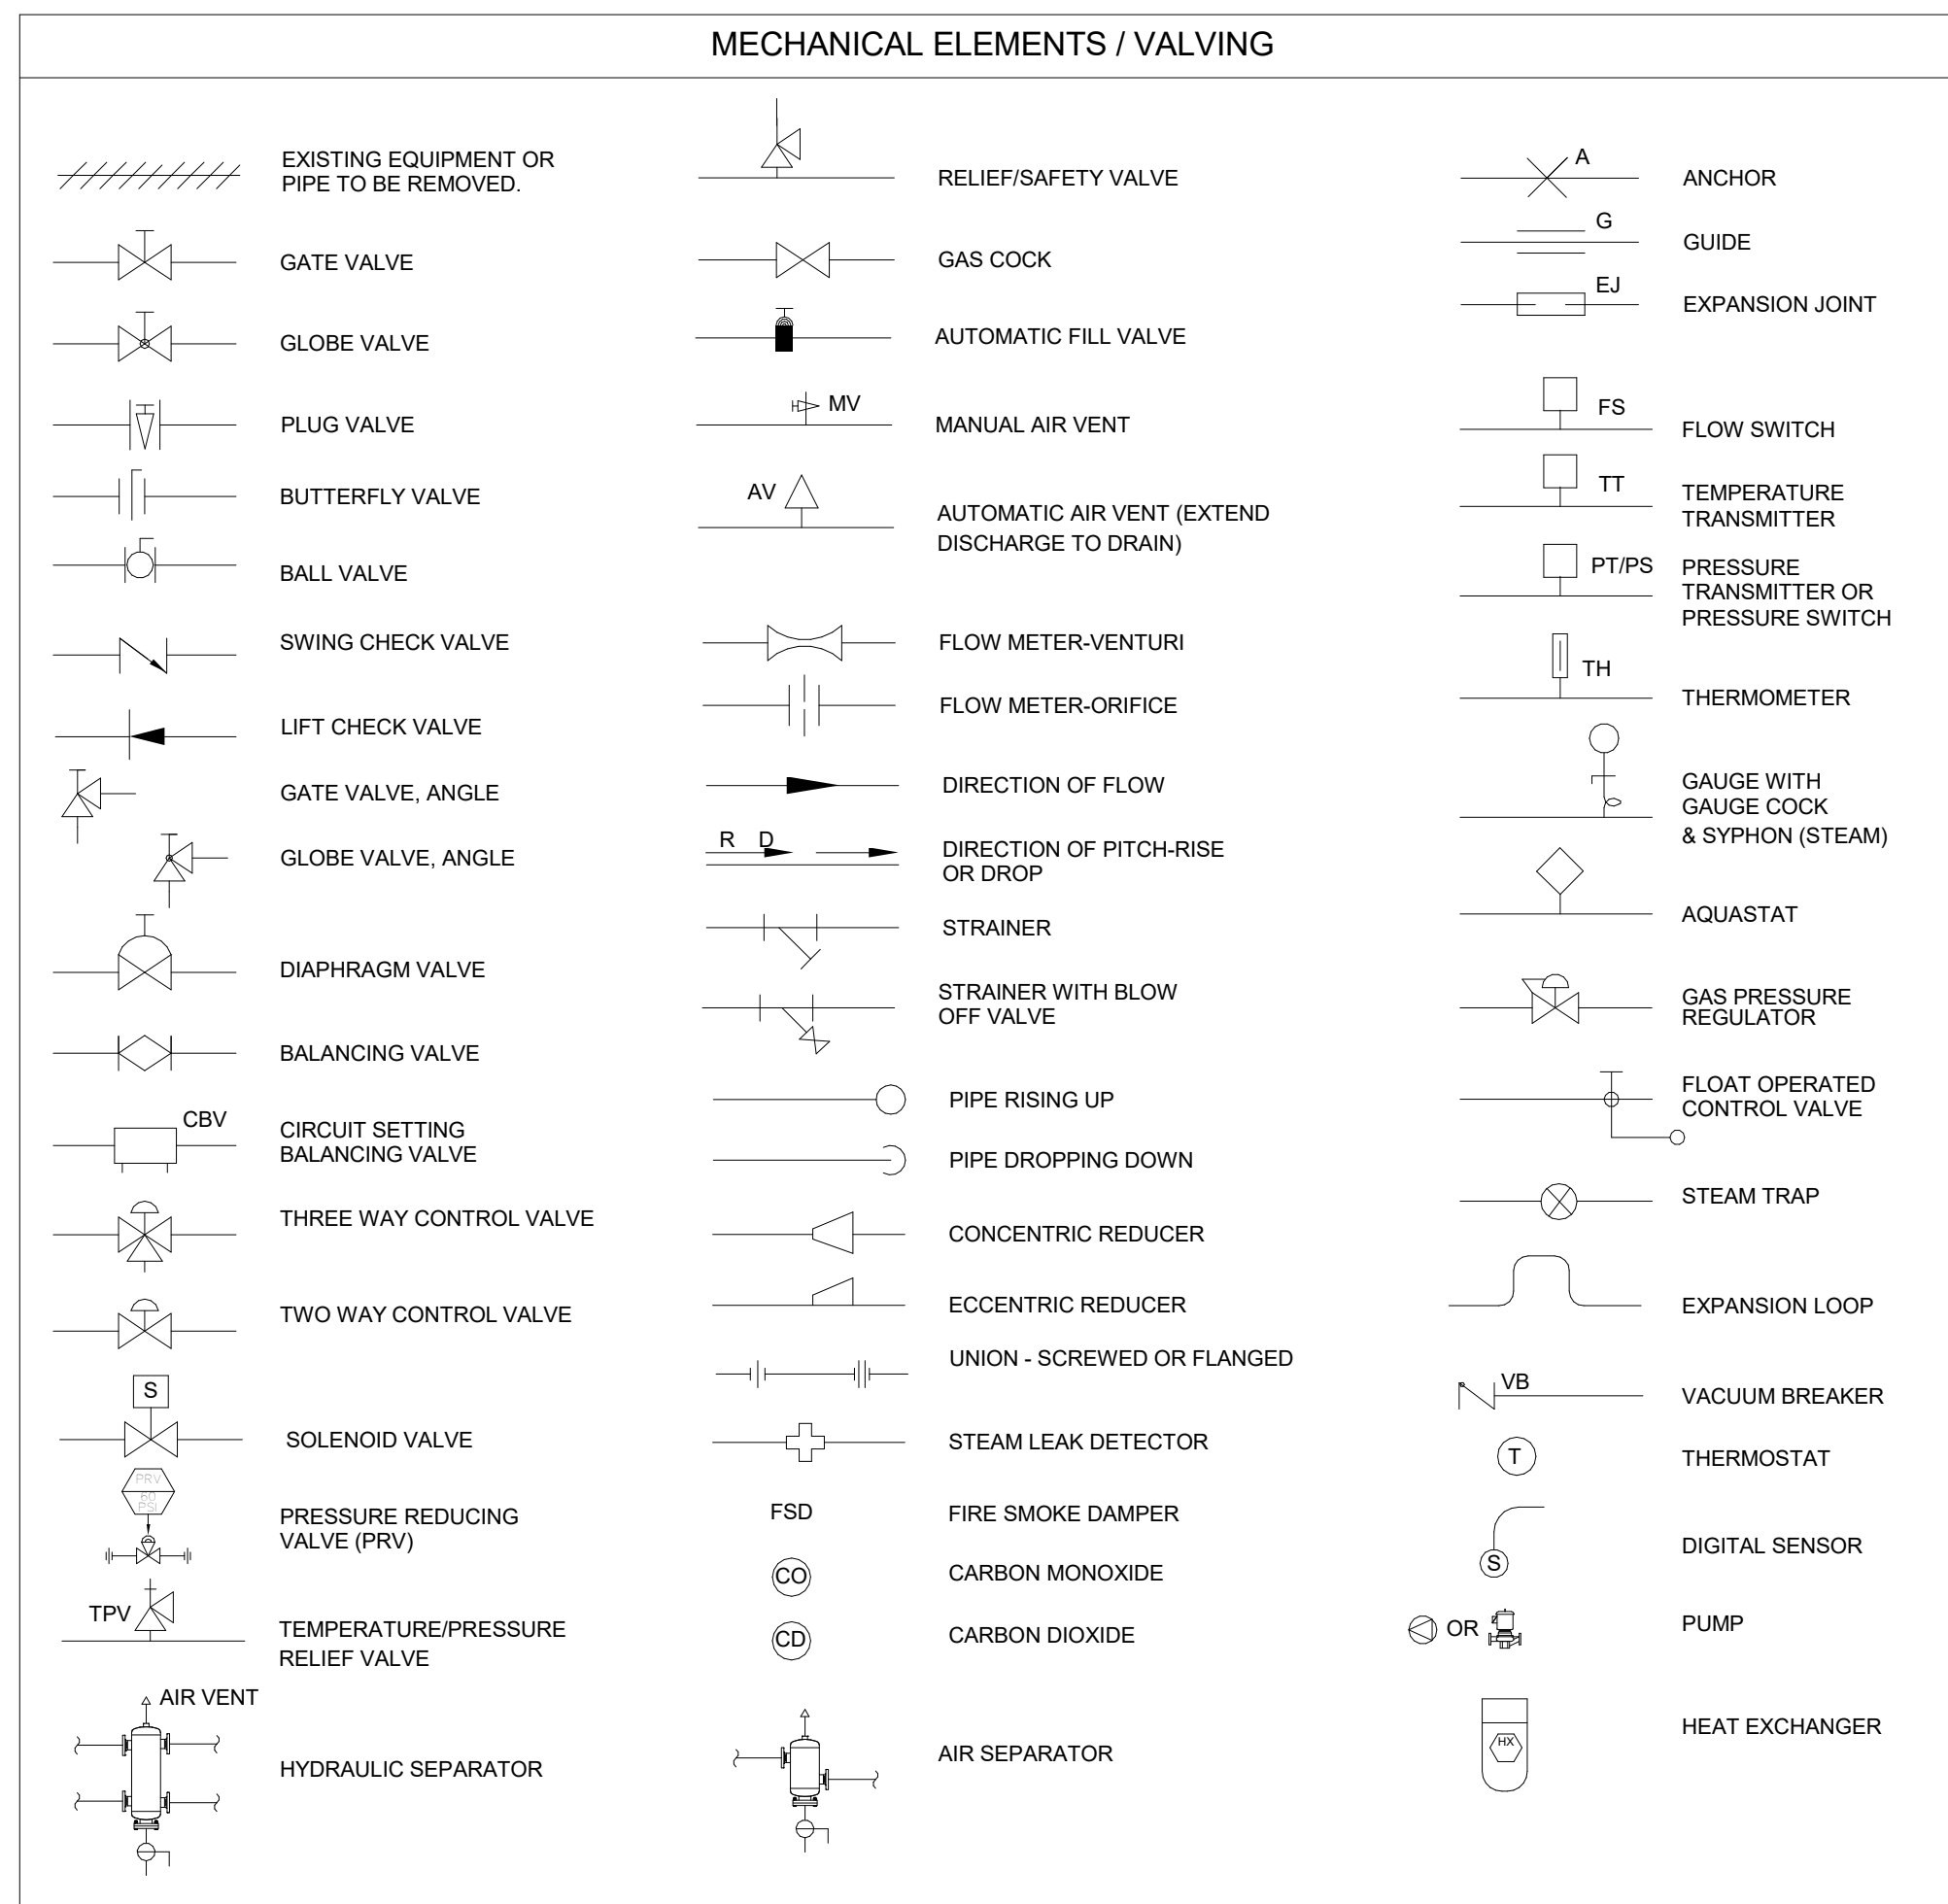 MECHANICAL ELEMENTS / VALVING
EXISTING EQUIPMENT OR
PIPE TO BE REMOVED.
GATE VALVE
GLOBE VALVE
PLUG VALVE
BUTTERFLY VALVE
BALL VALVE
SWING CHECK VALVE
LIFT CHECK VALVE
GATE VALVE, ANGLE
GLOBE VALVE, ANGLE
DIAPHRAGM VALVE
BALANCING VALVE
CBV
CIRCUIT SETTING
BALANCING VALVE
THREE WAY CONTROL VALVE
TWO WAY CONTROL VALVE
S
SOLENOID VALVE
PRV
60
PSI
PRESSURE REDUCING
VALVE (PRV)
TPV
TEMPERATURE/PRESSURE
RELIEF VALVE
AIR VENT
HYDRAULIC SEPARATOR
RELIEF/SAFETY VALVE
GAS COCK
AUTOMATIC FILL VALVE
MV
MANUAL AIR VENT
AV
AUTOMATIC AIR VENT (EXTEND
DISCHARGE TO DRAIN)
FLOW METER-VENTURI
FLOW METER-ORIFICE
DIRECTION OF FLOW
R D
DIRECTION OF PITCH-RISE
OR DROP
STRAINER
STRAINER WITH BLOW
OFF VALVE
PIPE RISING UP
PIPE DROPPING DOWN
CONCENTRIC REDUCER
ECCENTRIC REDUCER
UNION - SCREWED OR FLANGED
STEAM LEAK DETECTOR
FSD
FIRE SMOKE DAMPER
CO
CARBON MONOXIDE
CD
CARBON DIOXIDE
AIR SEPARATOR
A
ANCHOR
G
GUIDE
EJ
EXPANSION JOINT
FS
FLOW SWITCH
TT
TEMPERATURE
TRANSMITTER
PT/PS
PRESSURE
TRANSMITTER OR
PRESSURE SWITCH
TH
THERMOMETER
GAUGE WITH
GAUGE COCK
& SYPHON (STEAM)
AQUASTAT
GAS PRESSURE
REGULATOR
FLOAT OPERATED
CONTROL VALVE
STEAM TRAP
EXPANSION LOOP
VB
VACUUM BREAKER
T
THERMOSTAT
S
DIGITAL SENSOR
OR
PUMP
HX
HEAT EXCHANGER